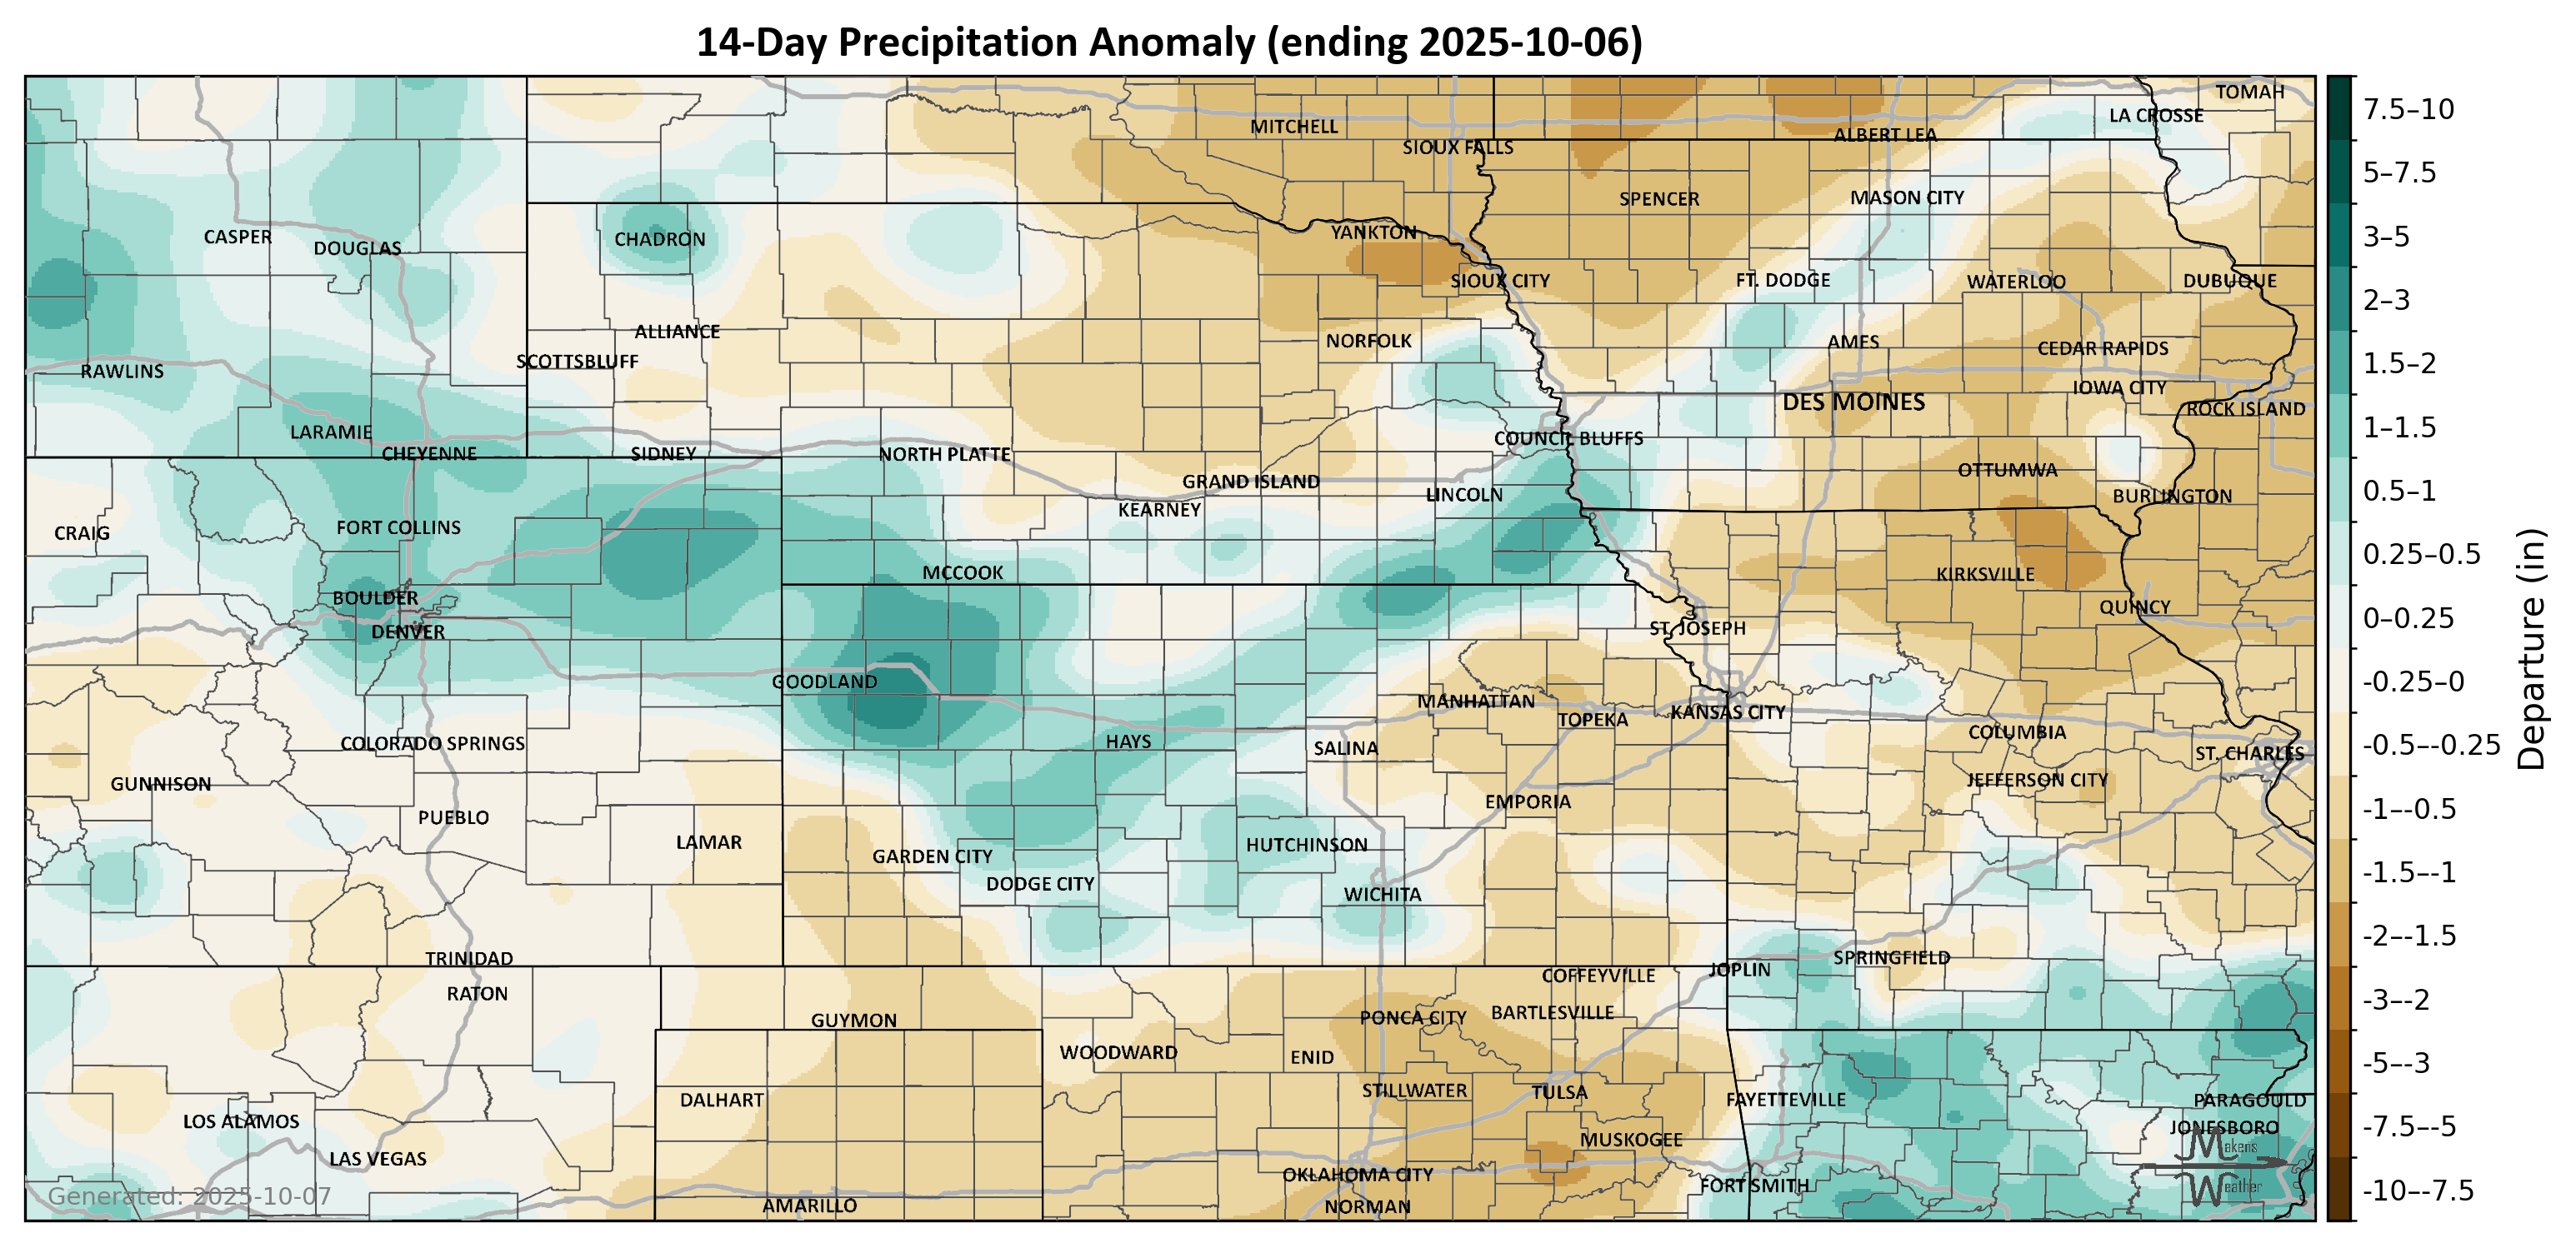 14-Day Precipitation Anomaly (ending 2025-10-06)
TOMAH
LA CROSSE
MITCHELL
ALBERT LEA
SIOUX FALLS
SPENCER
MASON CITY
CASPER
DOUGLAS
CHADRON
YANKTON
SIOUX CITY
FT. DODGE
WATERLOO
DUBUQUE
ALLIANCE
NORFOLK
AMES
CEDAR RAPIDS
SCOTTSBLUFF
RAWLINS
IOWA CITY
DES MOINES
ROCK ISLAND
LARAMIE
COUNCIL BLUFFS
CHEYENNE
SIDNEY
NORTH PLATTE
OTTUMWA
GRAND ISLAND
LINCOLN
BURLINGTON
KEARNEY
CRAIG
FORT COLLINS
MCCOOK
KIRKSVILLE
BOULDER
QUINCY
DENVER
ST. JOSEPH
GOODLAND
MANHATTAN
TOPEKA
KANSAS CITY
COLORADO SPRINGS
HAYS
SALINA
COLUMBIA
ST. CHARLES
GUNNISON
JEFFERSON CITY
EMPORIA
PUEBLO
LAMAR
GARDEN CITY
HUTCHINSON
DODGE CITY
WICHITA
TRINIDAD
SPRINGFIELD
JOPLIN
COFFEYVILLE
RATON
GUYMON
PONCA CITY
BARTLESVILLE
WOODWARD
ENID
STILLWATER
TULSA
DALHART
FAYETTEVILLE
PARAGOULD
LOS ALAMOS
JONESBORO
MUSKOGEE
LAS VEGAS
OKLAHOMA CITY
FORT SMITH
AMARILLO
NORMAN
Makens
Weather
Generated: 2025-10-07
7.5–10
5–7.5
3–5
2–3
1.5–2
1–1.5
0.5–1
0.25–0.5
0–0.25
-0.25–0
-0.5–-0.25
-1–-0.5
-1.5–-1
-2–-1.5
-3–-2
-5–-3
-7.5–-5
-10–-7.5
Departure (in)